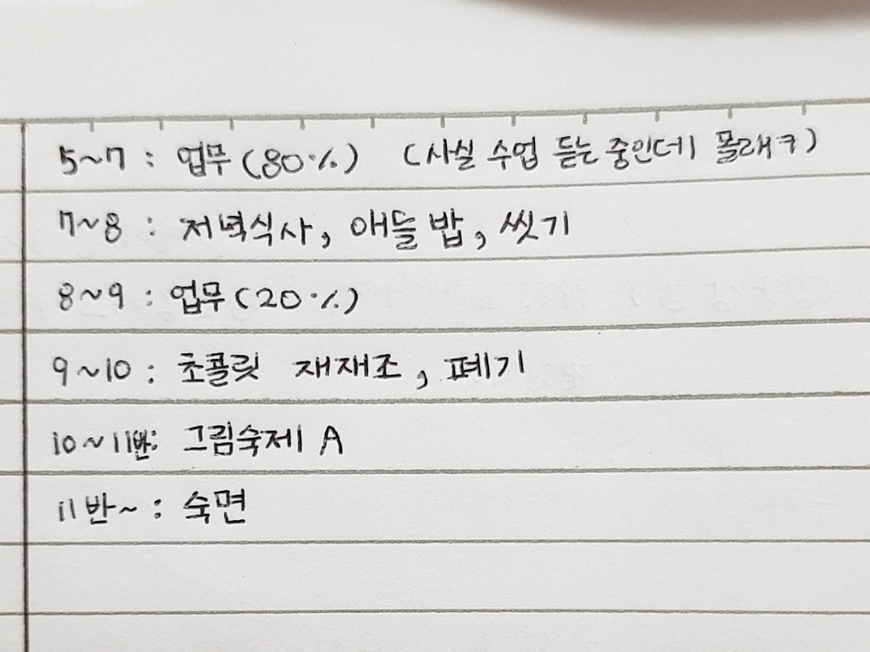 5~7 : 업무(80%) (사실 수업 듣는 중인데 몰래ㅋ)
7~8 : 저녁식사, 애들 밥, 씻기
8~9 : 업무(20%)
9~10 : 초콜릿 재재조, 폐기
10~11반: 그림숙제 A
11반~ : 숙면